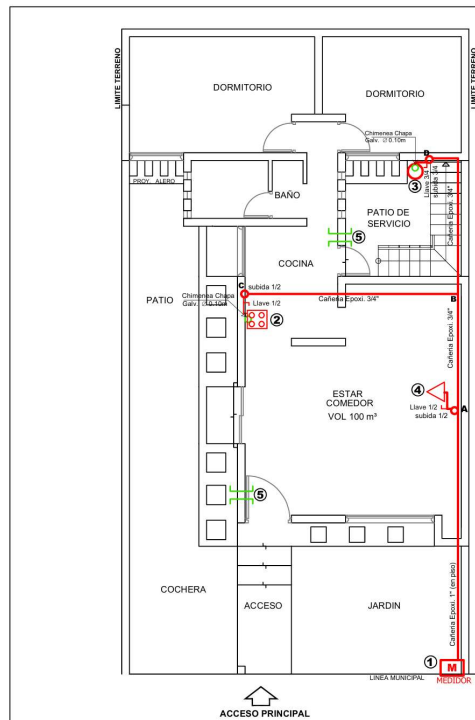 LIMITE TERRENO
LIMITE TERRENO
DORMITORIO
DORMITORIO
Chimenea Chapa
Galv. ∅ 0.10m
D
Llave 3/4
subida 3/4
Cañería Epoxi. 3/4"
3
PROY. ALERO
BAÑO
PATIO DE
SERVICIO
5
COCINA
C
subida 1/2
Chimenea Chapa
Galv. ∅ 0.10m
Llave 1/2
2
Cañería Epoxi. 3/4"
B
PATIO
Cañería Epoxi. 3/4"
4
ESTAR
COMEDOR
VOL 100 m³
Llave 1/2
subida 1/2
A
5
COCHERA
ACCESO
JARDIN
Cañería Epoxi. 1" (en piso)
1
M
MEDIDOR
LINEA MUNICIPAL
ACCESO PRINCIPAL